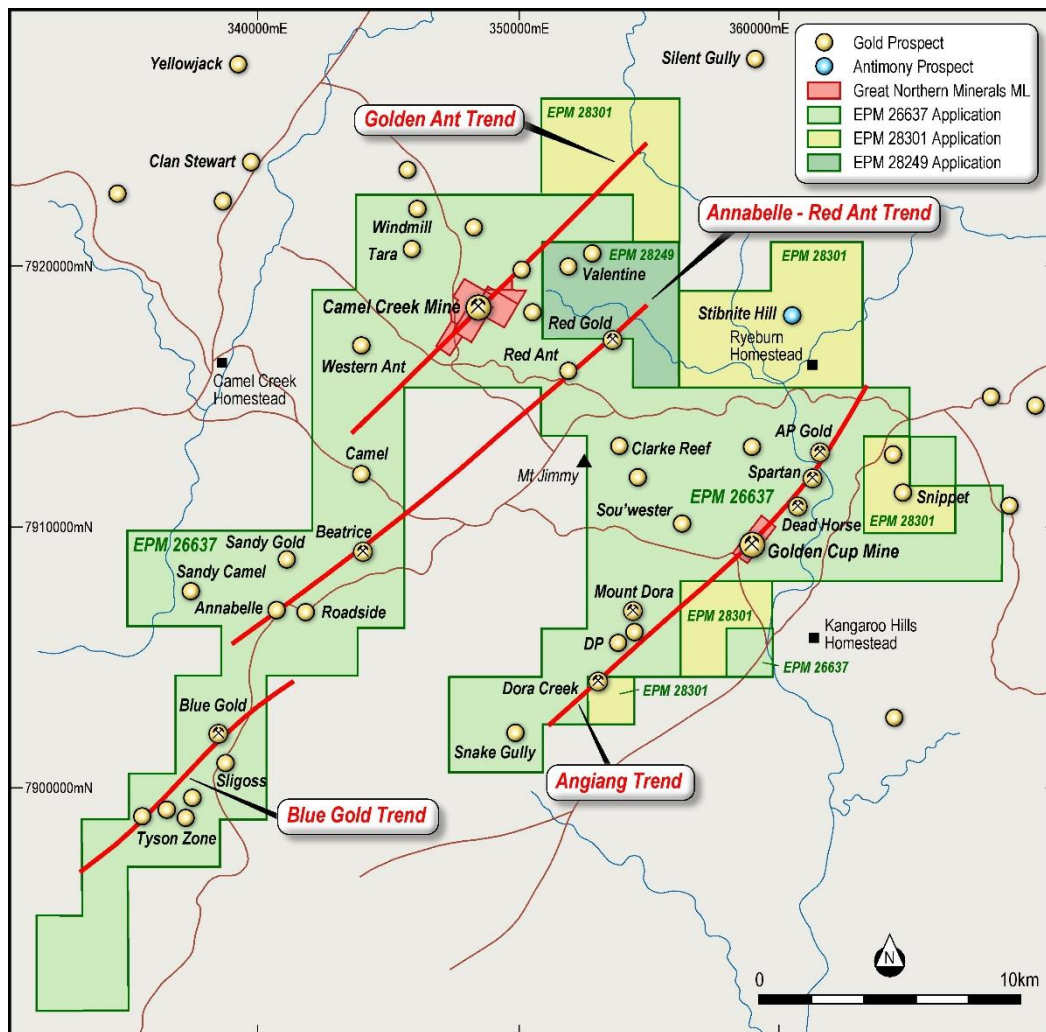 340000mE
350000mE
360000mE
Yellowjack
Silent Gully
Gold Prospect
Antimony Prospect
Great Northern Minerals ML
EPM 26637 Application
EPM 28301 Application
EPM 28249 Application
EPM 28301
Golden Ant Trend
Clan Stewart
Annabelle - Red Ant Trend
Windmill
Tara
7920000mN
EPM 28249
EPM 28301
Valentine
Camel Creek Mine
Stibnite Hill
Red Gold
Ryeburn
Homestead
Red Ant
Western Ant
Camel Creek
Homestead
AP Gold
Clarke Reef
Camel
Mt Jimmy
Spartan
Sou'wester
EPM 26637
Snippet
7910000mN
EPM 28301
Dead Horse
Beatrice
EPM 26637
Sandy Gold
Golden Cup Mine
Sandy Camel
Mount Dora
Annabelle
Roadside
EPM 28301
DP
Kangaroo Hills
Homestead
EPM 26637
Dora Creek
EPM 28301
Blue Gold
Snake Gully
Sligoss
Angiang Trend
7900000mN
Blue Gold Trend
Tyson Zone
N
0
10km